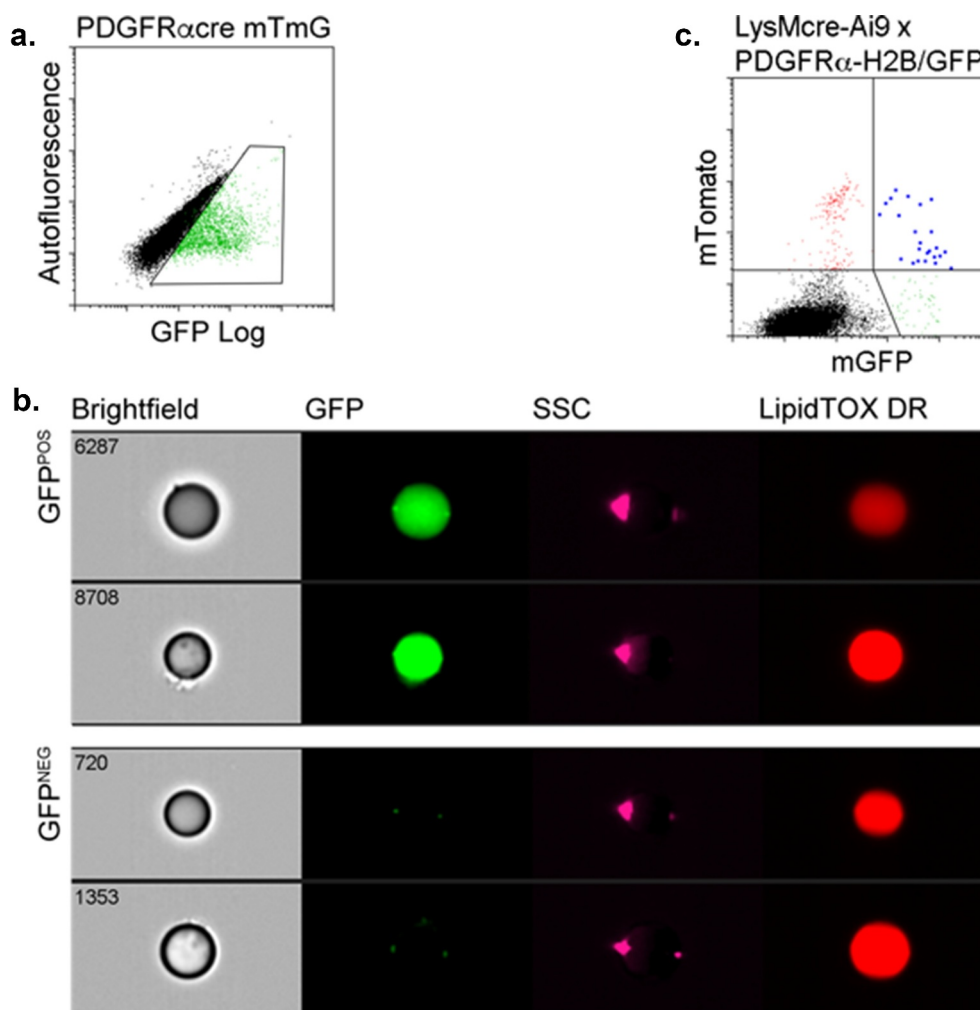 a.
PDGFRαcre mTmG
Autofluorescence
GFP Log
c.
LysMcre-Ai9 x
PDGFRα-H2B/GFP
mTomato
mGFP
b.
Brightfield GFP SSC LipidTOX DR
GFPPOS
6287
8708
GFPNEG
720
1353